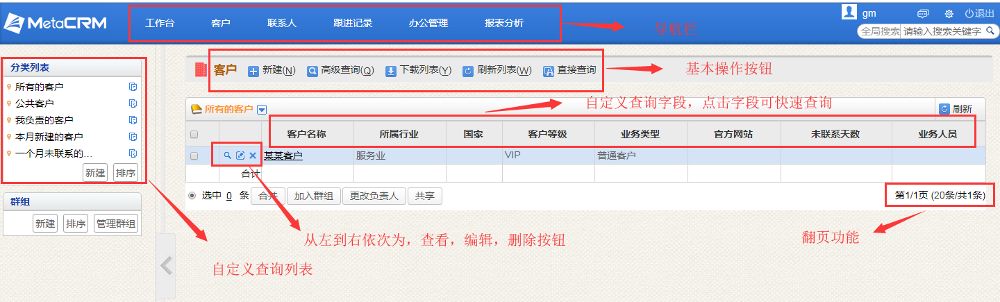 MetaCRM
工作台 客户 联系人 跟进记录 办公管理 报表分析
导航栏
gm 退出
全局搜索 请输入搜索关键字
分类列表
所有的客户
公共客户
我负责的客户
本月新建的客户
一个月未联系的...
新建 排序
群组
新建 排序 管理群组
自定义查询列表
客户 新建(N) 高级查询(Q) 下载列表(Y) 刷新列表(W) 直接查询
基本操作按钮
自定义查询字段，点击字段可快速查询
所有的客户 刷新
客户名称 所属行业 国家 客户等级 业务类型 官方网站 未联系天数 业务人员
某某客户 服务业 VIP 普通客户
合计
选中 0 条 合并 加入群组 更改负责人 共享
第1/1页 (20条/共1条)
从左到右依次为，查看，编辑，删除按钮
翻页功能